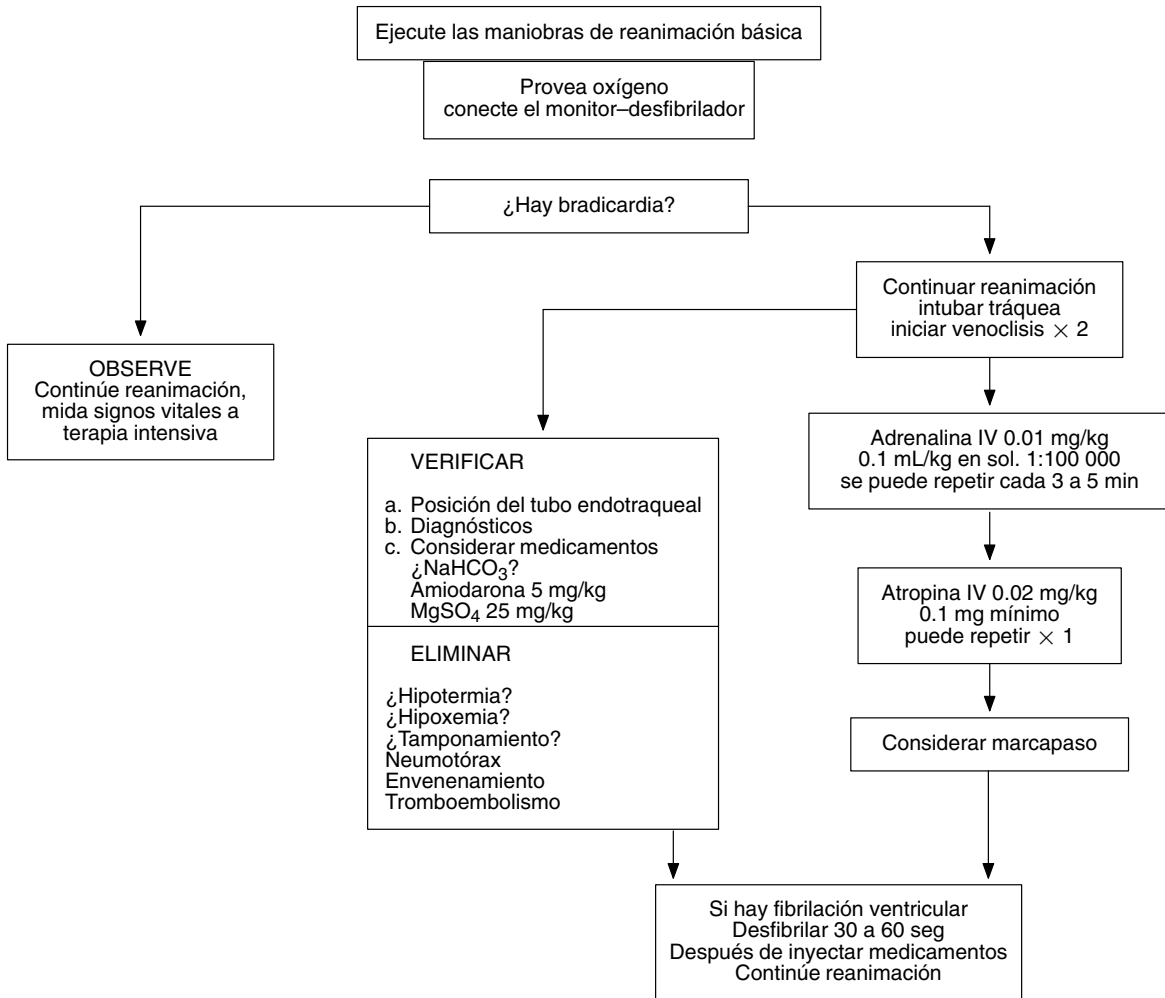 Ejecute las maniobras de reanimación básica
Provea oxígeno
conecte el monitor–desfibrilador
¿Hay bradicardia?
OBSERVE
Continúe reanimación,
mida signos vitales a
terapia intensiva
Continuar reanimación
intubar tráquea
iniciar venoclisis × 2
Adrenalina IV 0.01 mg/kg
0.1 mL/kg en sol. 1:100 000
se puede repetir cada 3 a 5 min
Atropina IV 0.02 mg/kg
0.1 mg mínimo
puede repetir × 1
Considerar marcapaso
VERIFICAR
a. Posición del tubo endotraqueal
b. Diagnósticos
c. Considerar medicamentos
¿NaHCO₃?
Amiodarona 5 mg/kg
MgSO₄ 25 mg/kg
ELIMINAR
¿Hipotermia?
¿Hipoxemia?
¿Tamponamiento?
Neumotórax
Envenenamiento
Tromboembolismo
Si hay fibrilación ventricular
Desfibrilar 30 a 60 seg
Después de inyectar medicamentos
Continúe reanimación